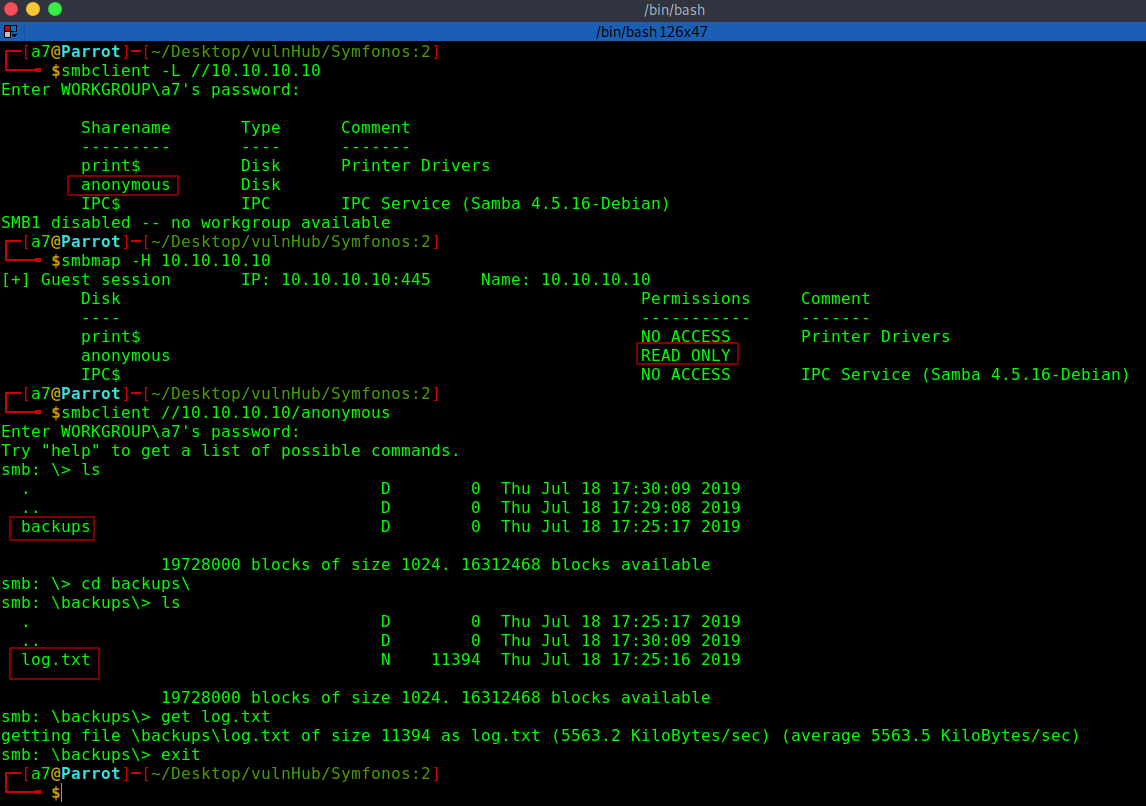 /bin/bash
/bin/bash 126x47
┌─[a7@Parrot]─[~/Desktop/vulnHub/Symfonos:2]
└──╼ $smbclient -L //10.10.10.10
Enter WORKGROUP\a7's password:
        Sharename       Type      Comment
        ---------       ----      -------
        print$          Disk      Printer Drivers
        anonymous       Disk
        IPC$            IPC       IPC Service (Samba 4.5.16-Debian)
SMB1 disabled -- no workgroup available
┌─[a7@Parrot]─[~/Desktop/vulnHub/Symfonos:2]
└──╼ $smbmap -H 10.10.10.10
[+] Guest session       IP: 10.10.10.10:445     Name: 10.10.10.10
        Disk                                                    Permissions     Comment
        ----                                                    -----------     -------
        print$                                                  NO ACCESS       Printer Drivers
        anonymous                                               READ ONLY
        IPC$                                                    NO ACCESS       IPC Service (Samba 4.5.16-Debian)
┌─[a7@Parrot]─[~/Desktop/vulnHub/Symfonos:2]
└──╼ $smbclient //10.10.10.10/anonymous
Enter WORKGROUP\a7's password:
Try "help" to get a list of possible commands.
smb: \> ls
  .                                   D        0  Thu Jul 18 17:30:09 2019
  ..                                  D        0  Thu Jul 18 17:29:08 2019
  backups                             D        0  Thu Jul 18 17:25:17 2019
                19728000 blocks of size 1024. 16312468 blocks available
smb: \> cd backups\
smb: \backups\> ls
  .                                   D        0  Thu Jul 18 17:25:17 2019
  ..                                  D        0  Thu Jul 18 17:30:09 2019
  log.txt                             N    11394  Thu Jul 18 17:25:16 2019
                19728000 blocks of size 1024. 16312468 blocks available
smb: \backups\> get log.txt
getting file \backups\log.txt of size 11394 as log.txt (5563.2 KiloBytes/sec) (average 5563.5 KiloBytes/sec)
smb: \backups\> exit
┌─[a7@Parrot]─[~/Desktop/vulnHub/Symfonos:2]
└──╼ $